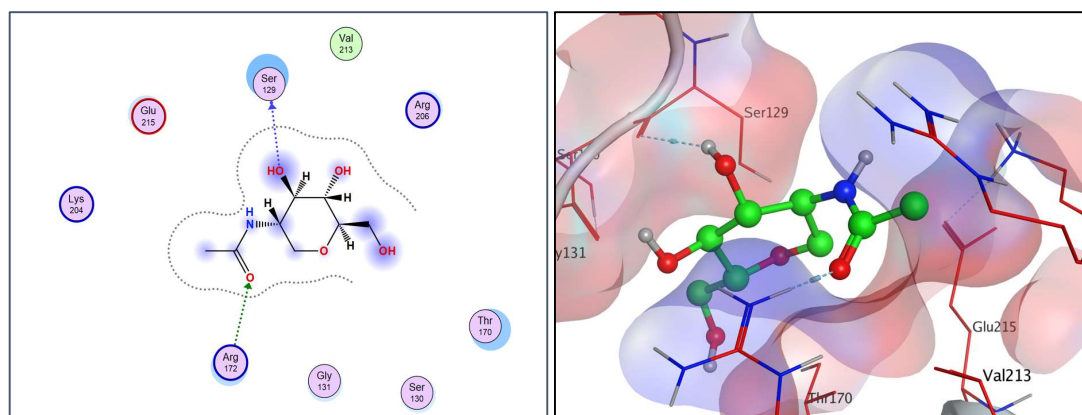 Val
213
Ser
129
Glu
215
Arg
206
Lys
204
HO
H
OH
H
H
N
H
H
O
OH
O
Thr
170
Arg
172
Gly
131
Ser
130
Ser129
y131
Glu215
Val213
Thr170